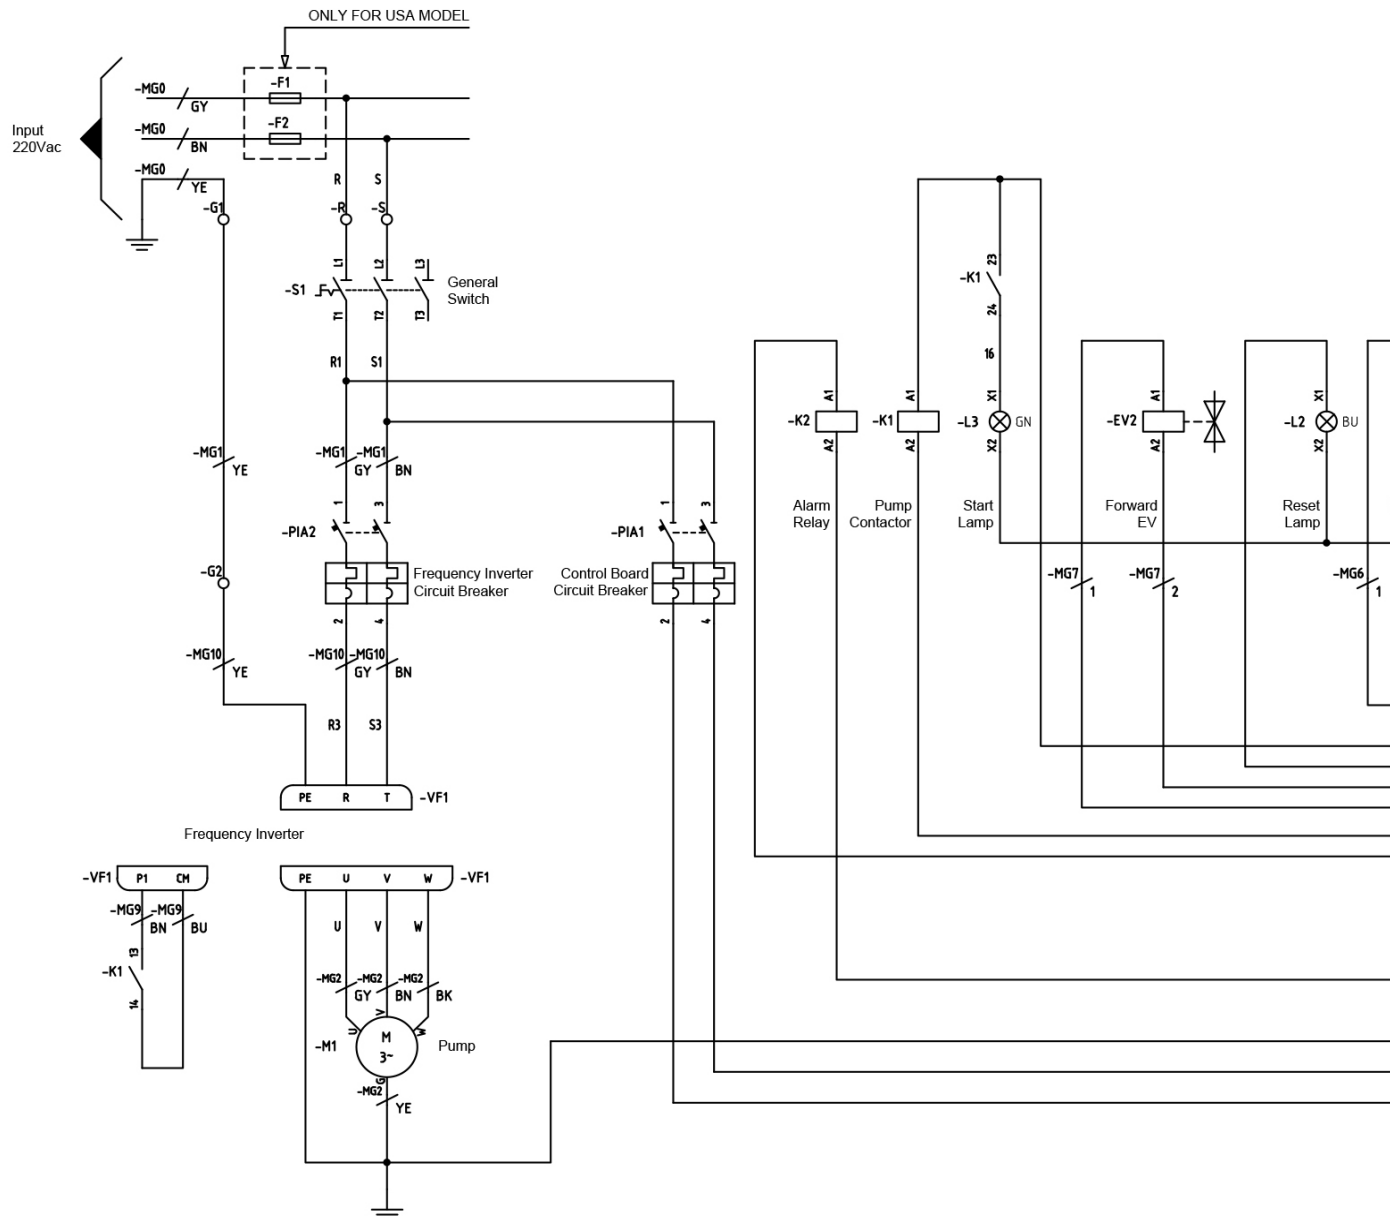 ONLY FOR USA MODEL
-MG0
GY
-F1
Input
220Vac
-MG0
BN
-F2
-MG0
YE
-G1
R
S
-R
-S
L1
L2
L3
-S1
General
Switch
T1
T2
T3
R1
S1
23
-K1
24
16
-MG1
YE
-MG1
GY
-MG1
BN
A1
-K2
A2
A1
-K1
A2
X1
-L3
GN
X2
A1
-EV2
A2
X1
-L2
BU
X2
Alarm
Relay
Pump
Contactor
Start
Lamp
Forward
EV
Reset
Lamp
1
3
-PIA2
Frequency Inverter
Circuit Breaker
2
4
1
3
-PIA1
Control Board
Circuit Breaker
2
4
-G2
-MG7
1
-MG7
2
-MG6
1
-MG10
YE
-MG10
GY
-MG10
BN
R3
S3
PE
R
T
-VF1
Frequency Inverter
-VF1
P1
CM
PE
U
V
W
-VF1
-MG9
BN
-MG9
BU
U
V
W
13
-K1
14
-MG2
GY
-MG2
BN
-MG2
BK
U
V
W
-M1
M
3~
Pump
G
-MG2
YE